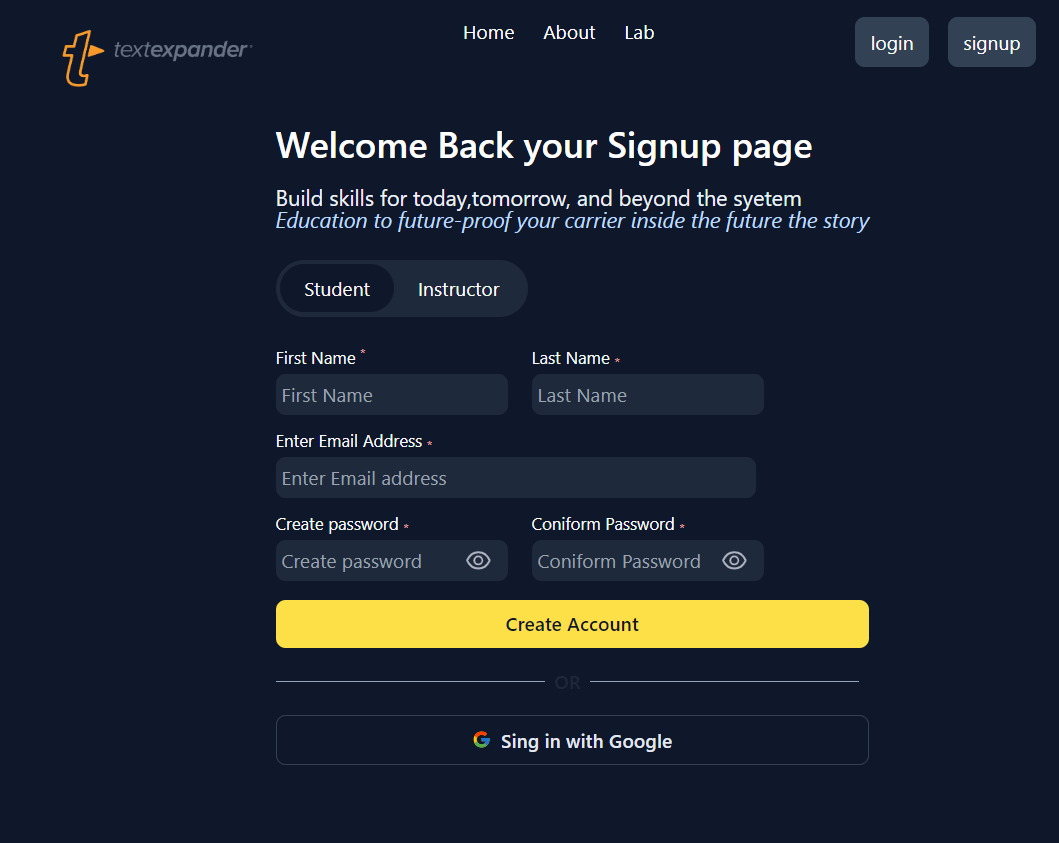 textexpander
Home About Lab
login signup
Welcome Back your Signup page
Build skills for today,tomorrow, and beyond the syetem
Education to future-proof your carrier inside the future the story
Student Instructor
First Name * Last Name *
First Name Last Name
Enter Email Address *
Enter Email address
Create password * Coniform Password *
Create password Coniform Password
Create Account
OR
Sing in with Google